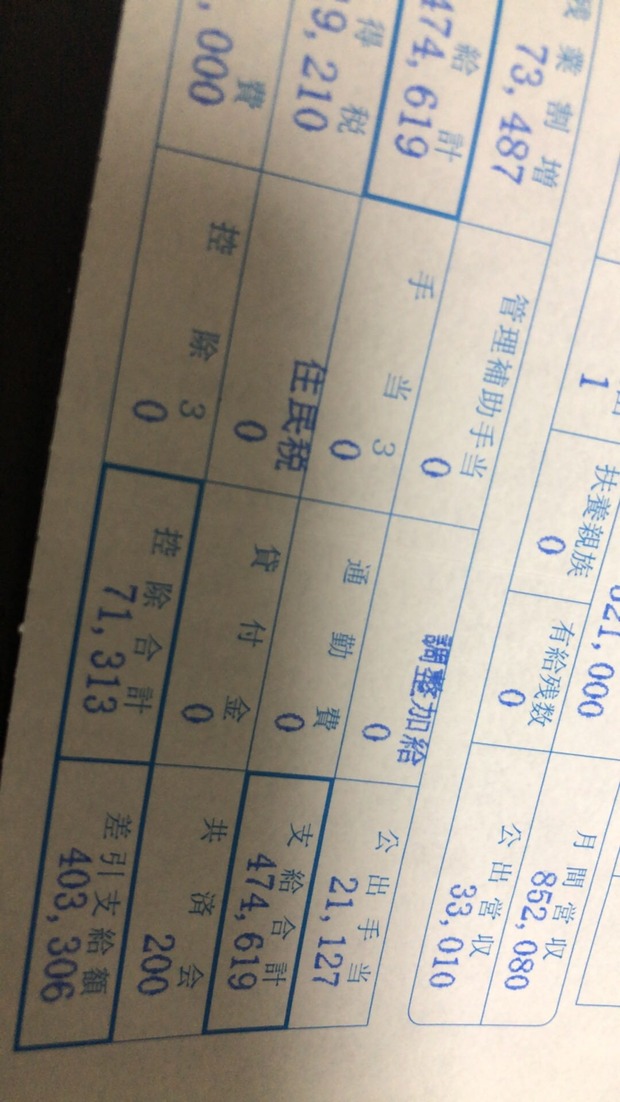 021,000
1
扶養親族 有給残数 月間営収
0 0 852,080
公出営収
33,010
業割増 管理補助手当 調整加給 公出手当
73,487 0 0 21,127
給計 手当3 通勤費 支給合計
474,619 0 0 474,619
得税 住民税 貸付金 共済会
9,210 0 0 200
費 控除3 控除合計 差引支給額
,000 0 71,313 403,306